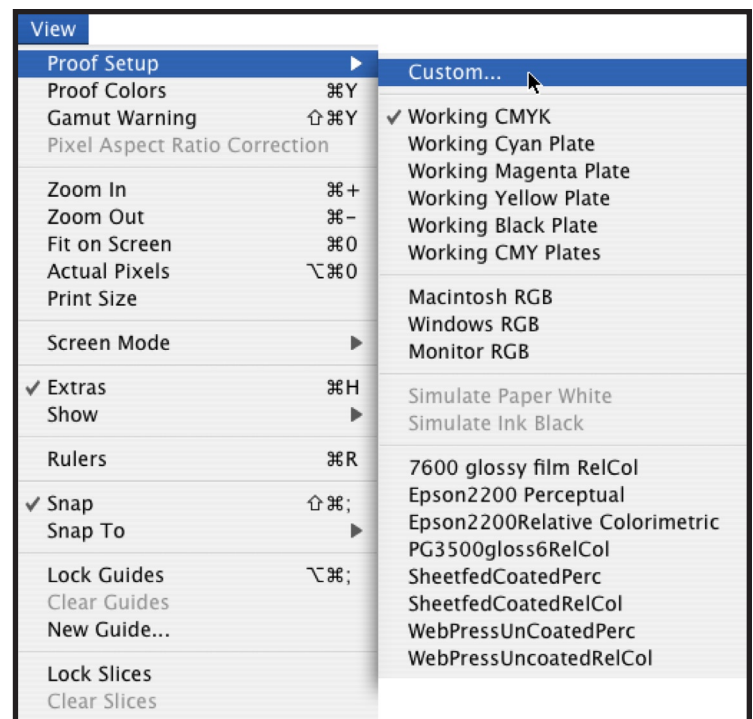 View
Proof Setup ▶
Proof Colors ⌘Y
Gamut Warning ⇧⌘Y
Pixel Aspect Ratio Correction
Zoom In ⌘+
Zoom Out ⌘–
Fit on Screen ⌘0
Actual Pixels ⌥⌘0
Print Size
Screen Mode ▶
✓ Extras ⌘H
Show ▶
Rulers ⌘R
✓ Snap ⇧⌘;
Snap To ▶
Lock Guides ⌥⌘;
Clear Guides
New Guide...
Lock Slices
Clear Slices
Custom...
✓ Working CMYK
Working Cyan Plate
Working Magenta Plate
Working Yellow Plate
Working Black Plate
Working CMY Plates
Macintosh RGB
Windows RGB
Monitor RGB
Simulate Paper White
Simulate Ink Black
7600 glossy film RelCol
Epson2200 Perceptual
Epson2200Relative Colorimetric
PG3500gloss6RelCol
SheetfedCoatedPerc
SheetfedCoatedRelCol
WebPressUnCoatedPerc
WebPressUncoatedRelCol